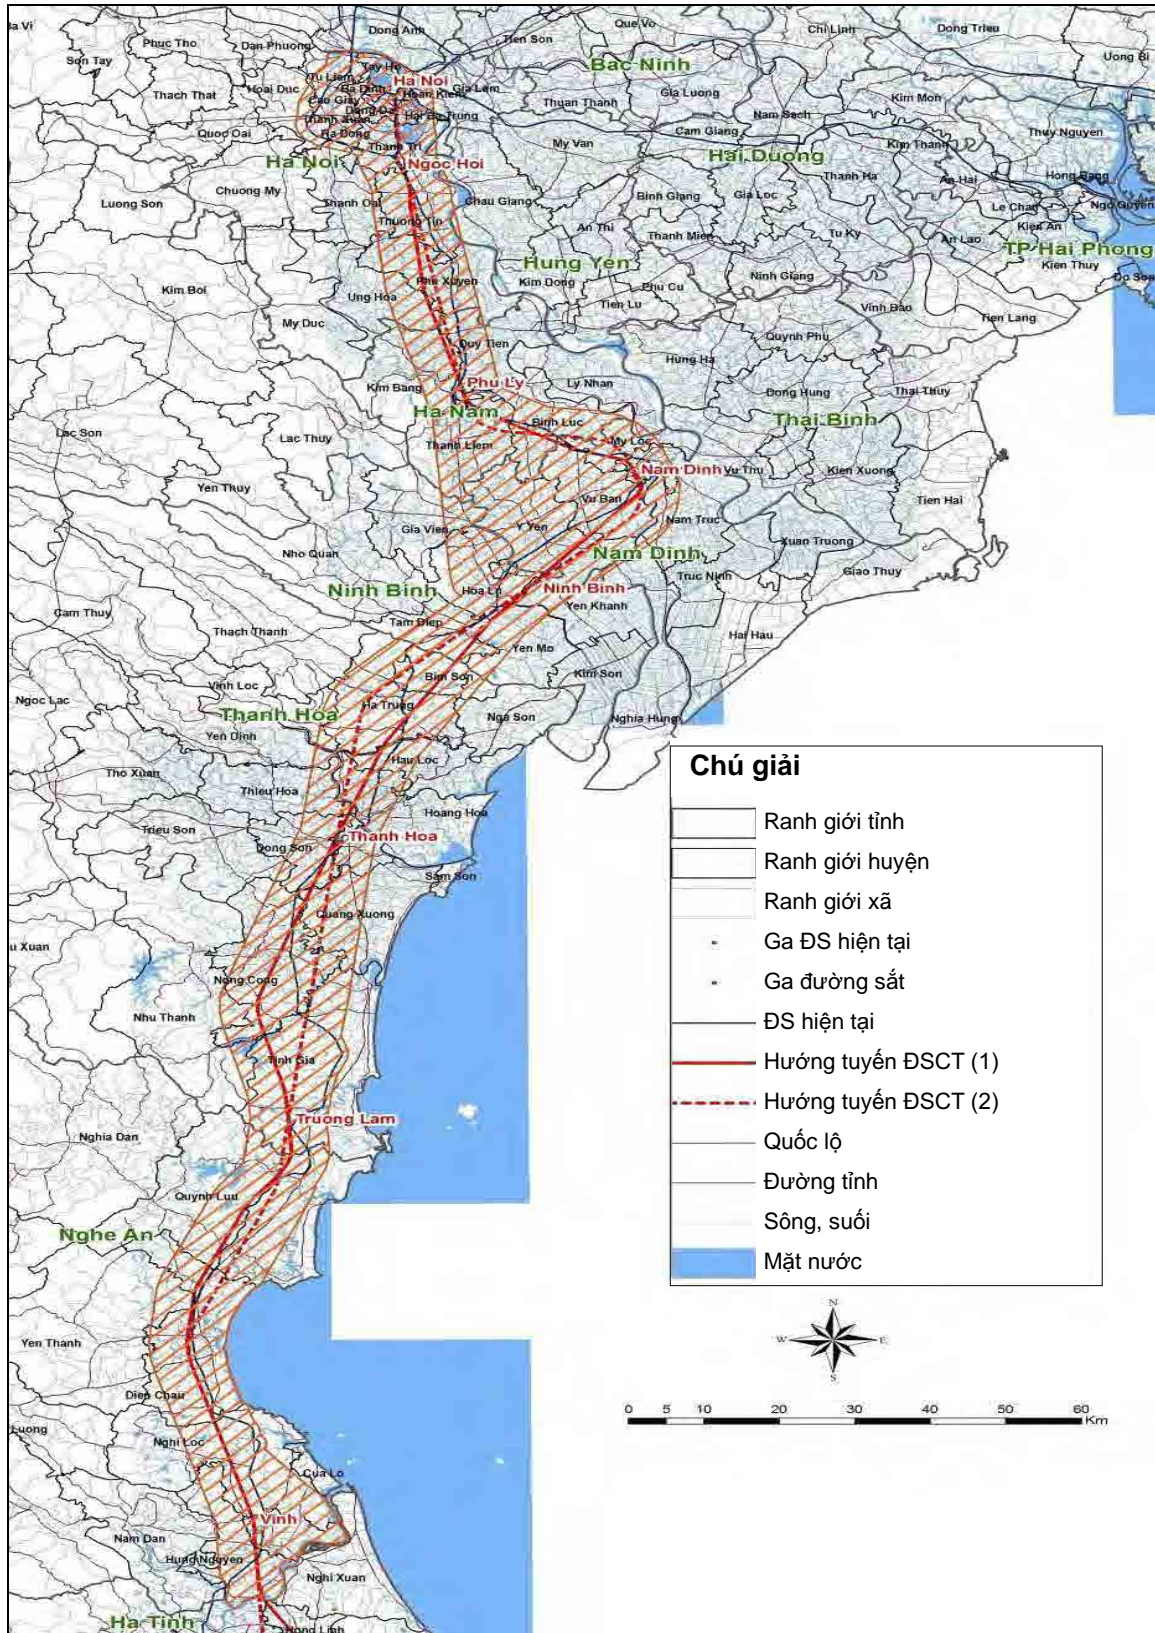 Ba Vi
Phuc Tho
Dan Phuong
Dong Anh
Tien Son
Que Vo
Chi Linh
Dong Trieu
Uong Bi
Son Tay
Bac Ninh
Tay Ho
Tu Liem
Ha Noi
Thach That
Hoai Duc
Ba Dinh
Hoan Kiem
Gia Lam
Thuan Thanh
Gia Luong
Kim Mon
Cau Giay
Dong Da
Hai Ba Trung
Nam Sach
Thanh Xuan
Quoc Oai
Ha Dong
Thanh Tri
My Van
Cam Giang
Kim Thanh
Thuy Nguyen
Ha Noi
Ngoc Hoi
Hai Duong
Chuong My
Thanh Ha
An Hai
Hong Bang
Luong Son
Thanh Oai
Chau Giang
Binh Giang
Gia Loc
Le Chan
Ngo Quyen
Thuong Tin
An Thi
Thanh Mien
Tu Ky
An Lao
Kien An
TP Hai Phong
Hung Yen
Kien Thuy
Kim Boi
Phu Xuyen
Kim Dong
Phu Cu
Ninh Giang
Do Son
Ung Hoa
Tien Lu
Vinh Bao
Tien Lang
My Duc
Duy Tien
Quynh Phu
Hung Ha
Kim Bang
Phu Ly
Ly Nhan
Dong Hung
Thai Thuy
Ha Nam
Binh Luc
Thai Binh
Lac Son
Lac Thuy
Thanh Liem
My Loc
Nam Dinh
Vu Thu
Kien Xuong
Yen Thuy
Vu Ban
Tien Hai
Gia Vien
Y Yen
Nam Truc
Xuan Truong
Nho Quan
Nam Dinh
Giao Thuy
Ninh Binh
Hoa Lu
Ninh Binh
Truc Ninh
Cam Thuy
Tam Diep
Yen Khanh
Thach Thanh
Yen Mo
Hai Hau
Vinh Loc
Bim Son
Kim Son
Ngoc Lac
Thanh Hoa
Ha Trung
Nga Son
Nghia Hung
Yen Dinh
Hau Loc
Tho Xuan
Thieu Hoa
Hoang Hoa
Trieu Son
Dong Son
Thanh Hoa
Sam Son
Quang Xuong
u Xuan
Nong Cong
Nhu Thanh
Tinh Gia
Truong Lam
Nghia Dan
Quynh Luu
Nghe An
Yen Thanh
Dien Chau
Luong
Nghi Loc
Cua Lo
Vinh
Nam Dan
Hung Nguyen
Nghi Xuan
Ha Tinh
Hong Linh
Chú giải
Ranh giới tỉnh
Ranh giới huyện
Ranh giới xã
Ga ĐS hiện tại
Ga đường sắt
ĐS hiện tại
Hướng tuyến ĐSCT (1)
Hướng tuyến ĐSCT (2)
Quốc lộ
Đường tỉnh
Sông, suối
Mặt nước
N
W E
S
0 5 10 20 30 40 50 60
Km